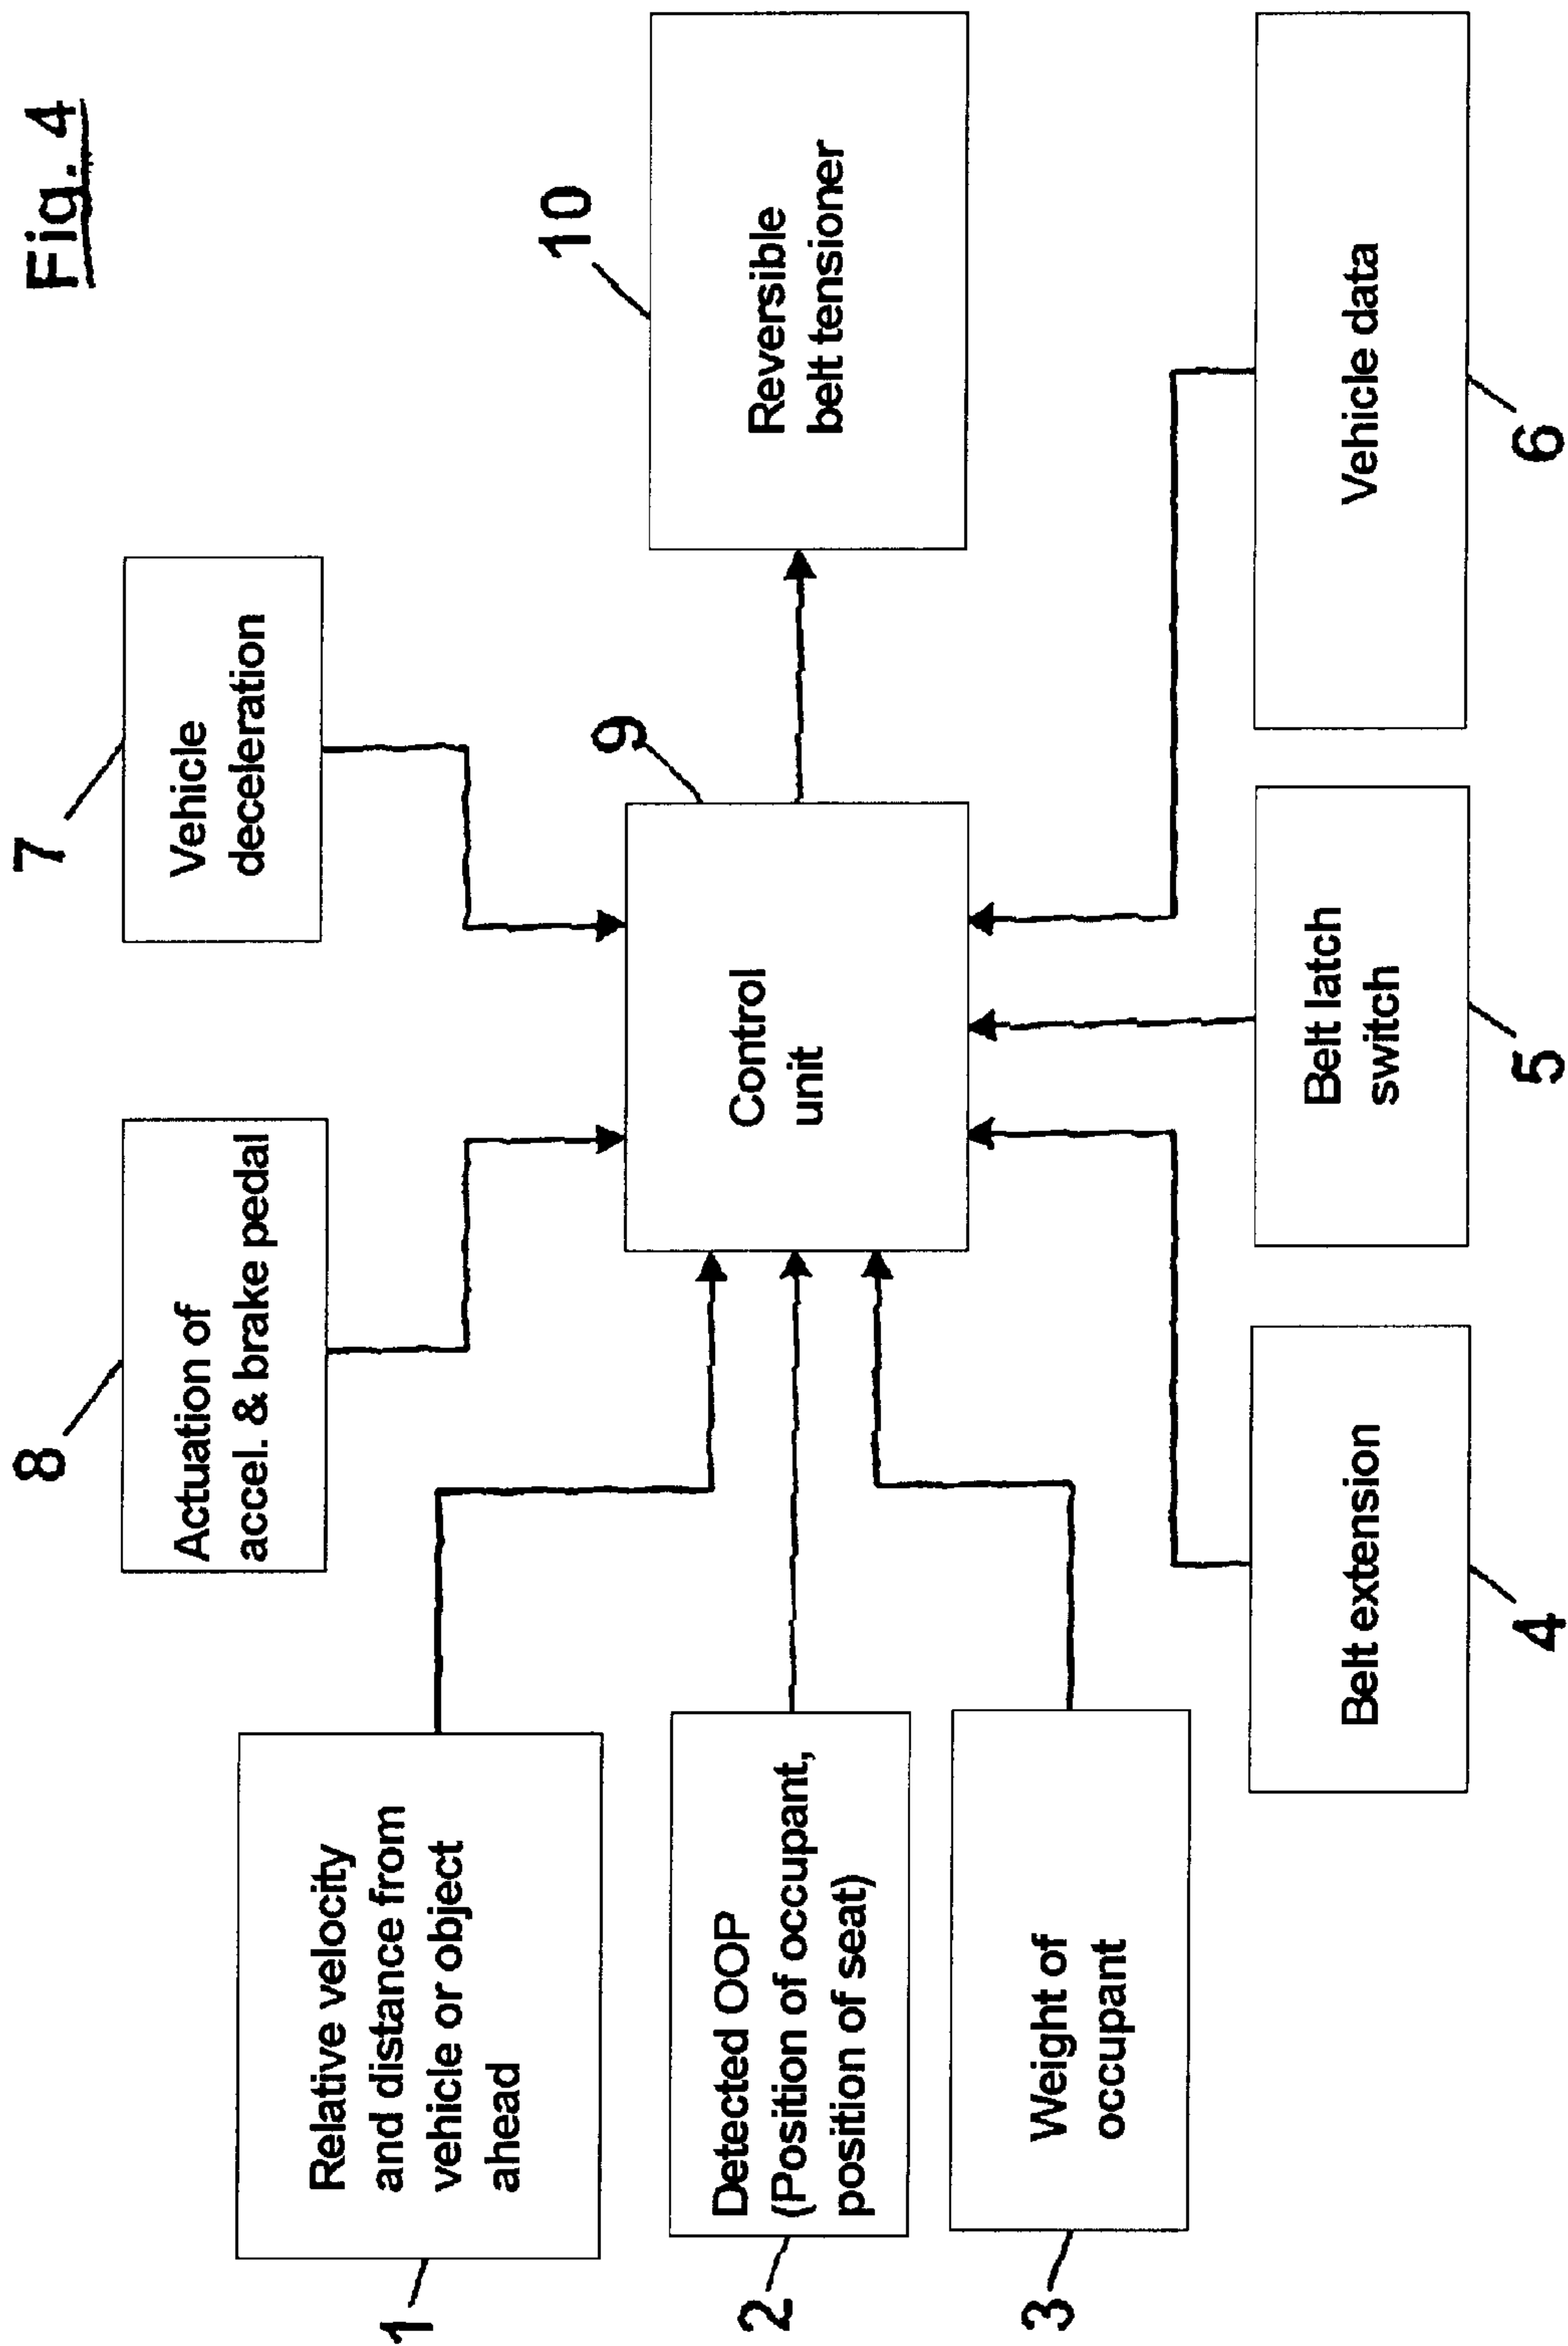 Fig. 4
7
Vehicle
deceleration
8
Actuation of
accel. & brake pedal
1
Relative velocity
and distance from
vehicle or object
ahead
2
Detected OOP
(Position of occupant,
position of seat)
3
Weight of
occupant
9
Control
unit
10
Reversible
belt tensioner
4
Belt extension
5
Belt latch
switch
6
Vehicle data